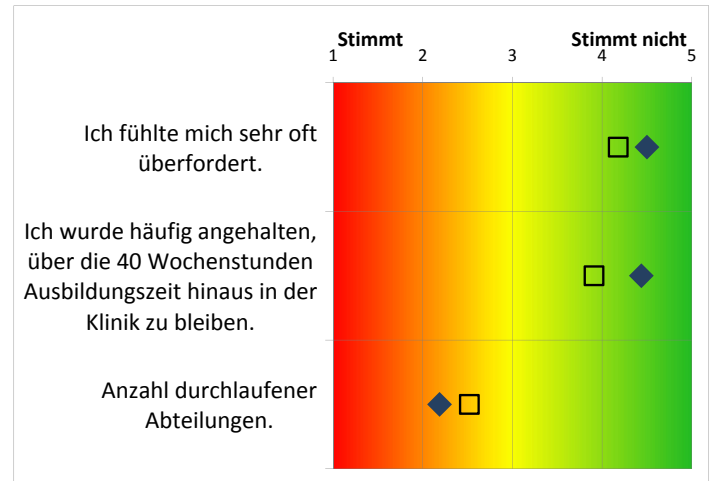 Stimmt Stimmt nicht
1 2 3 4 5
Ich fühlte mich sehr oft
überfordert.
Ich wurde häufig angehalten,
über die 40 Wochenstunden
Ausbildungszeit hinaus in der
Klinik zu bleiben.
Anzahl durchlaufener
Abteilungen.